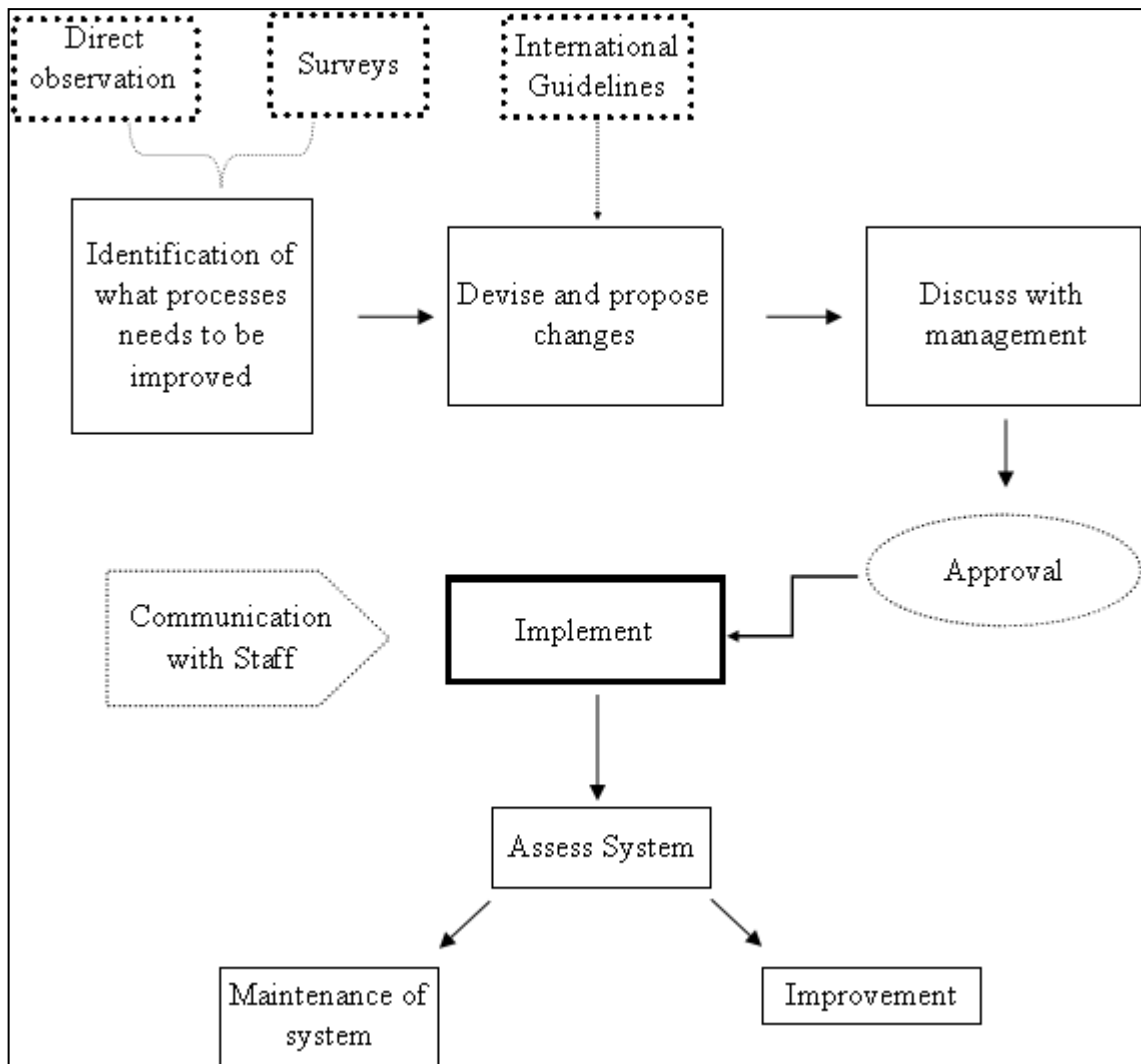 Direct
observation
Surveys
International
Guidelines
Identification of
what processes
needs to be
improved
Devise and propose
changes
Discuss with
management
Approval
Communication
with Staff
Implement
Assess System
Maintenance of
system
Improvement